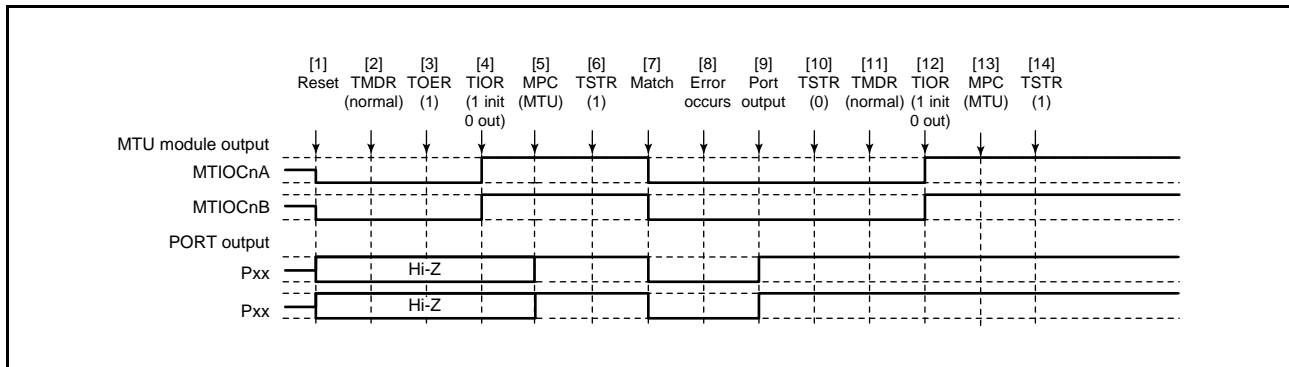 [1] [2] [3] [4] [5] [6] [7] [8] [9] [10] [11] [12] [13] [14]
Reset TMDR TOER TIOR MPC TSTR Match Error Port TSTR TMDR TIOR MPC TSTR
(normal) (1) (1 init (MTU) (1) occurs output (0) (normal) (1 init (MTU) (1)
0 out) 0 out)
MTU module output
MTIOCnA
MTIOCnB
PORT output
Pxx Hi-Z
Pxx Hi-Z